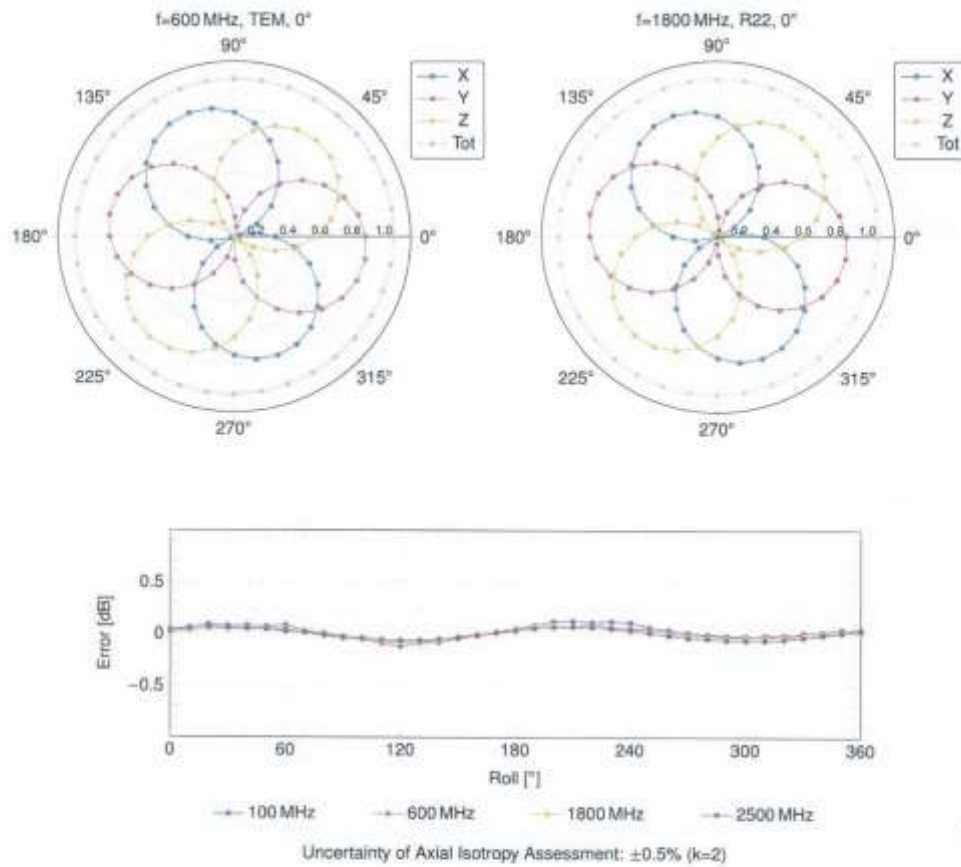 f=600 MHz, TEM, 0°
f=1800 MHz, R22, 0°
90°
90°
135°
45°
135°
45°
X
Y
Z
Tot
X
Y
Z
Tot
180°
0.2 0.4 0.6 0.8 1.0
0°
180°
0.4 0.6 0.8 1.0
0°
225°
315°
225°
315°
270°
270°
0.5
0
−0.5
Error [dB]
0 60 120 180 240 300 360
Roll [°]
100 MHz 600 MHz 1800 MHz 2500 MHz
Uncertainty of Axial Isotropy Assessment: ±0.5% (k=2)